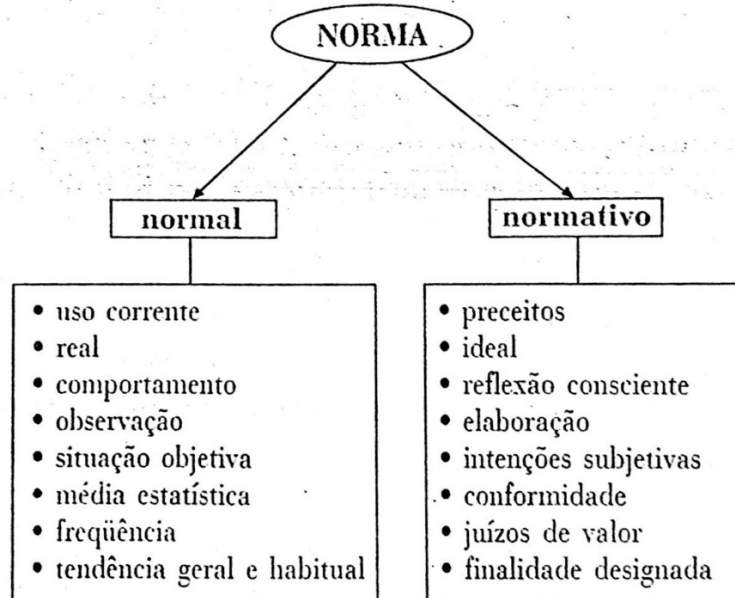 NORMA
normal
normativo
• uso corrente
• real
• comportamento
• observação
• situação objetiva
• média estatística
• freqüência
• tendência geral e habitual
• preceitos
• ideal
• reflexão consciente
• elaboração
• intenções subjetivas
• conformidade
• juízos de valor
• finalidade designada